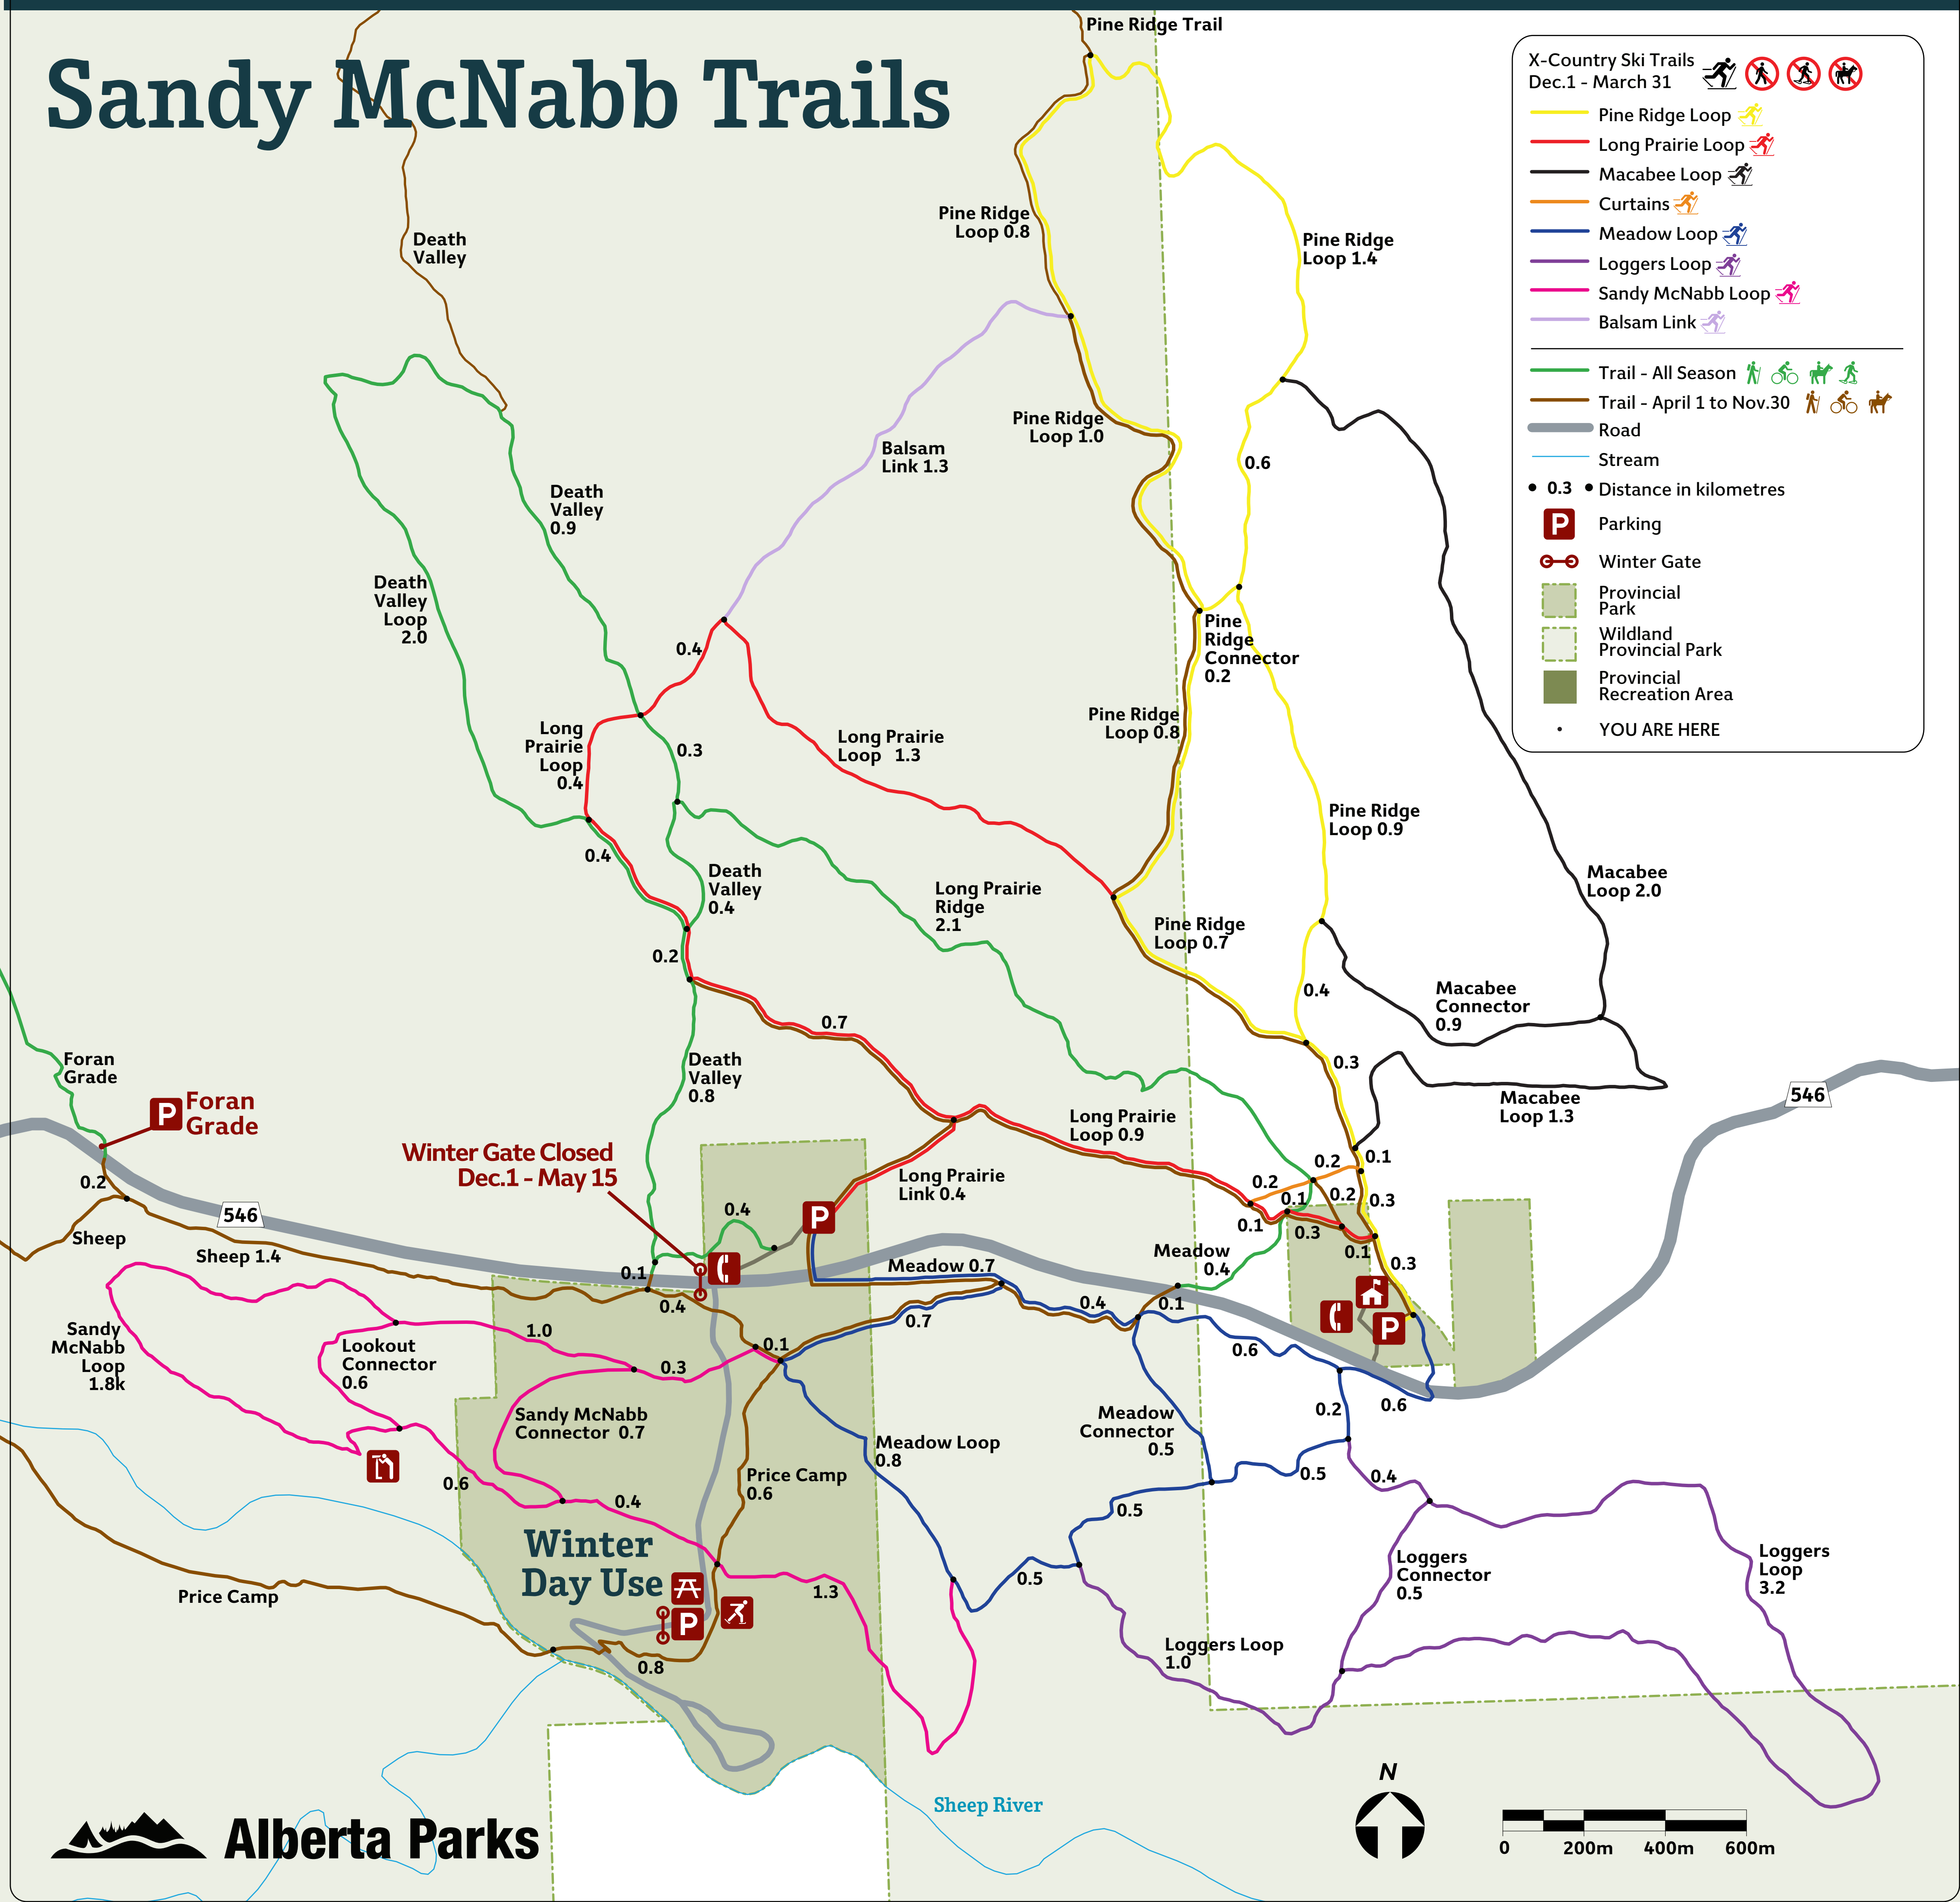 Sandy McNabb Trails
Pine Ridge Trail
X-Country Ski Trails
Dec.1 - March 31
Pine Ridge Loop
Long Prairie Loop
Macabee Loop
Curtains
Meadow Loop
Loggers Loop
Sandy McNabb Loop
Balsam Link
Trail - All Season
Trail - April 1 to Nov.30
Road
Stream
0.3 Distance in kilometres
P Parking
Winter Gate
Provincial
Park
Wildland
Provincial Park
Provincial
Recreation Area
YOU ARE HERE
Death
Valley
Pine Ridge
Loop 0.8
Pine Ridge
Loop 1.4
Pine Ridge
Loop 1.0
Balsam
Link 1.3
0.6
Death
Valley
0.9
Death
Valley
Loop
2.0
0.4
Pine
Ridge
Connector
0.2
Long
Prairie
Loop
0.4
0.3
Long Prairie
Loop 1.3
Pine Ridge
Loop 0.8
Pine Ridge
Loop 0.9
0.4
Death
Valley
0.4
Long Prairie
Ridge
2.1
Macabee
Loop 2.0
Pine Ridge
Loop 0.7
0.2
0.4
Macabee
Connector
0.9
0.7
Death
Valley
0.8
0.3
Foran
Grade
P
Foran
Grade
Macabee
Loop 1.3
546
Long Prairie
Loop 0.9
Winter Gate Closed
Dec.1 - May 15
Long Prairie
Link 0.4
0.2
0.1
0.2
0.2
0.1
0.2
0.3
0.1
0.3
0.1
0.4
P
546
Sheep
Sheep 1.4
Meadow
0.4
0.3
0.1
Meadow 0.7
0.4
0.4
0.1
P
0.7
0.6
0.1
Sandy
McNabb
Loop
1.8k
1.0
Lookout
Connector
0.6
0.3
0.2
0.6
Sandy McNabb
Connector 0.7
Meadow
Connector
0.5
Meadow Loop
0.8
0.5
0.4
Price Camp
0.6
0.6
0.4
0.5
Winter
Day Use
P
0.5
1.3
Loggers
Connector
0.5
Loggers
Loop
3.2
Price Camp
0.8
Loggers Loop
1.0
Sheep River
N
Alberta Parks
0 200m 400m 600m